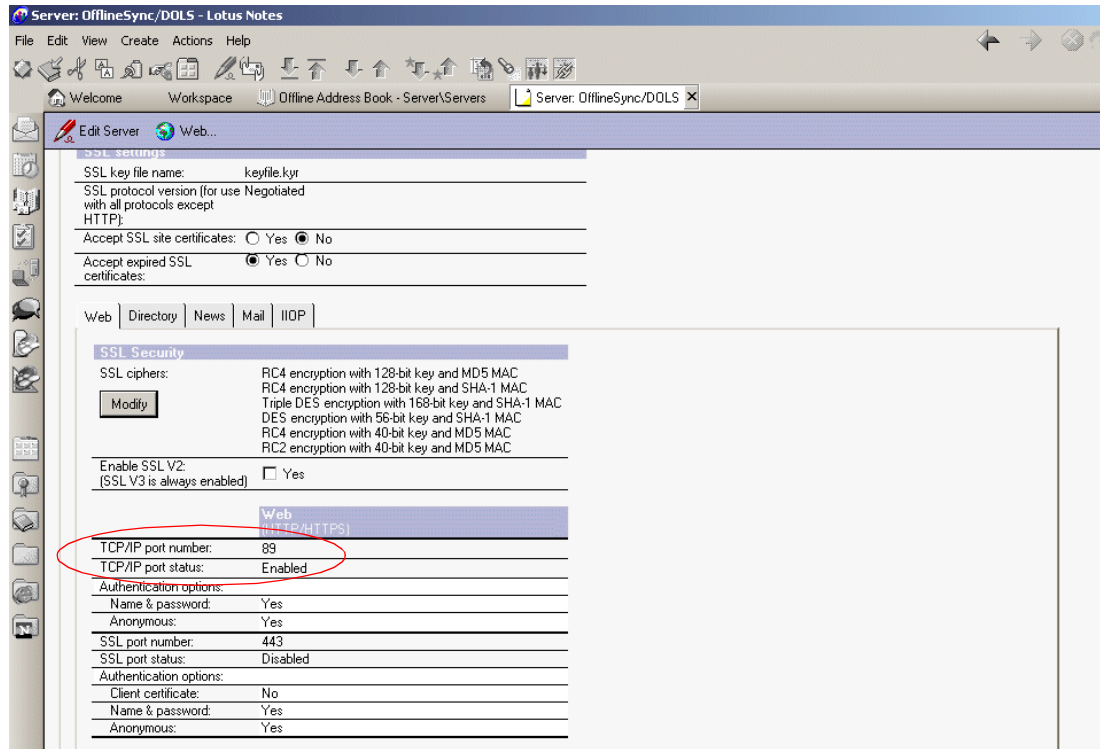 Server: OfflineSync/DOLS - Lotus Notes
File Edit View Create Actions Help
Welcome Workspace Offline Address Book - Server\Servers Server: OfflineSync/DOLS
Edit Server Web...
SSL settings
SSL key file name: keyfile.kyr
SSL protocol version (for use Negotiated
with all protocols except
HTTP):
Accept SSL site certificates: Yes No
Accept expired SSL Yes No
certificates:
Web Directory News Mail IIOP
SSL Security
SSL ciphers: RC4 encryption with 128-bit key and MD5 MAC
RC4 encryption with 128-bit key and SHA-1 MAC
Modify Triple DES encryption with 168-bit key and SHA-1 MAC
DES encryption with 56-bit key and SHA-1 MAC
RC4 encryption with 40-bit key and MD5 MAC
RC2 encryption with 40-bit key and MD5 MAC
Enable SSL V2: Yes
(SSL V3 is always enabled)
Web
(HTTP/HTTPS)
TCP/IP port number: 89
TCP/IP port status: Enabled
Authentication options:
Name & password: Yes
Anonymous: Yes
SSL port number: 443
SSL port status: Disabled
Authentication options:
Client certificate: No
Name & password: Yes
Anonymous: Yes